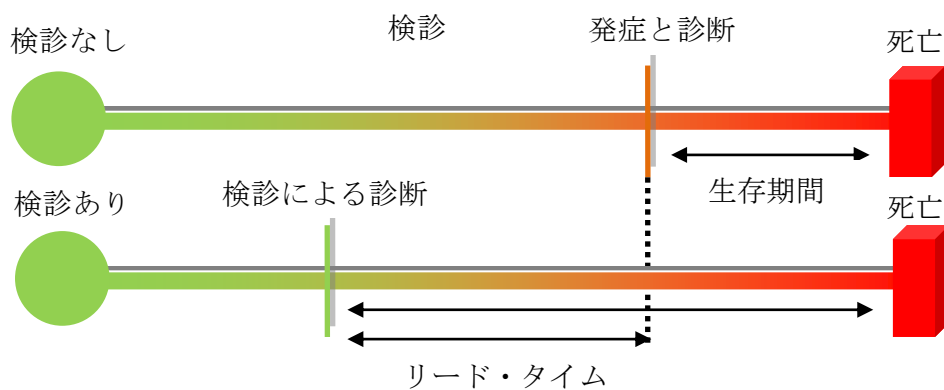 検診
検診なし
発症と診断
死亡
生存期間
検診あり
検診による診断
死亡
リード・タイム